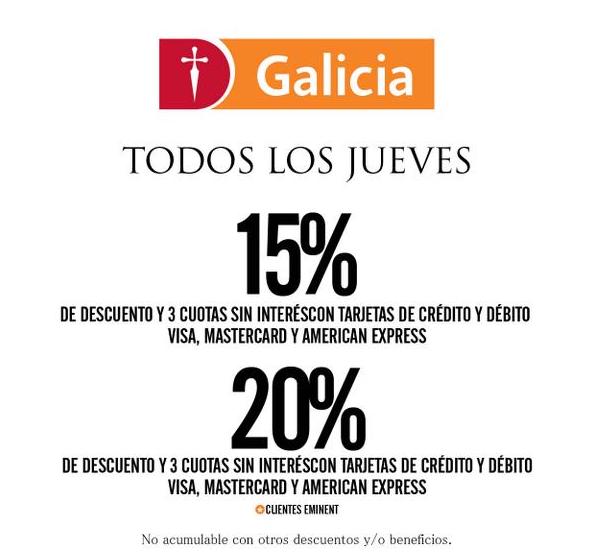 Galicia
TODOS LOS JUEVES
15%
DE DESCUENTO Y 3 CUOTAS SIN INTERÉSCON TARJETAS DE CRÉDITO Y DÉBITO
VISA, MASTERCARD Y AMERICAN EXPRESS
20%
DE DESCUENTO Y 3 CUOTAS SIN INTERÉSCON TARJETAS DE CRÉDITO Y DÉBITO
VISA, MASTERCARD Y AMERICAN EXPRESS
CLIENTES EMINENT
No acumulable con otros descuentos y/o beneficios.